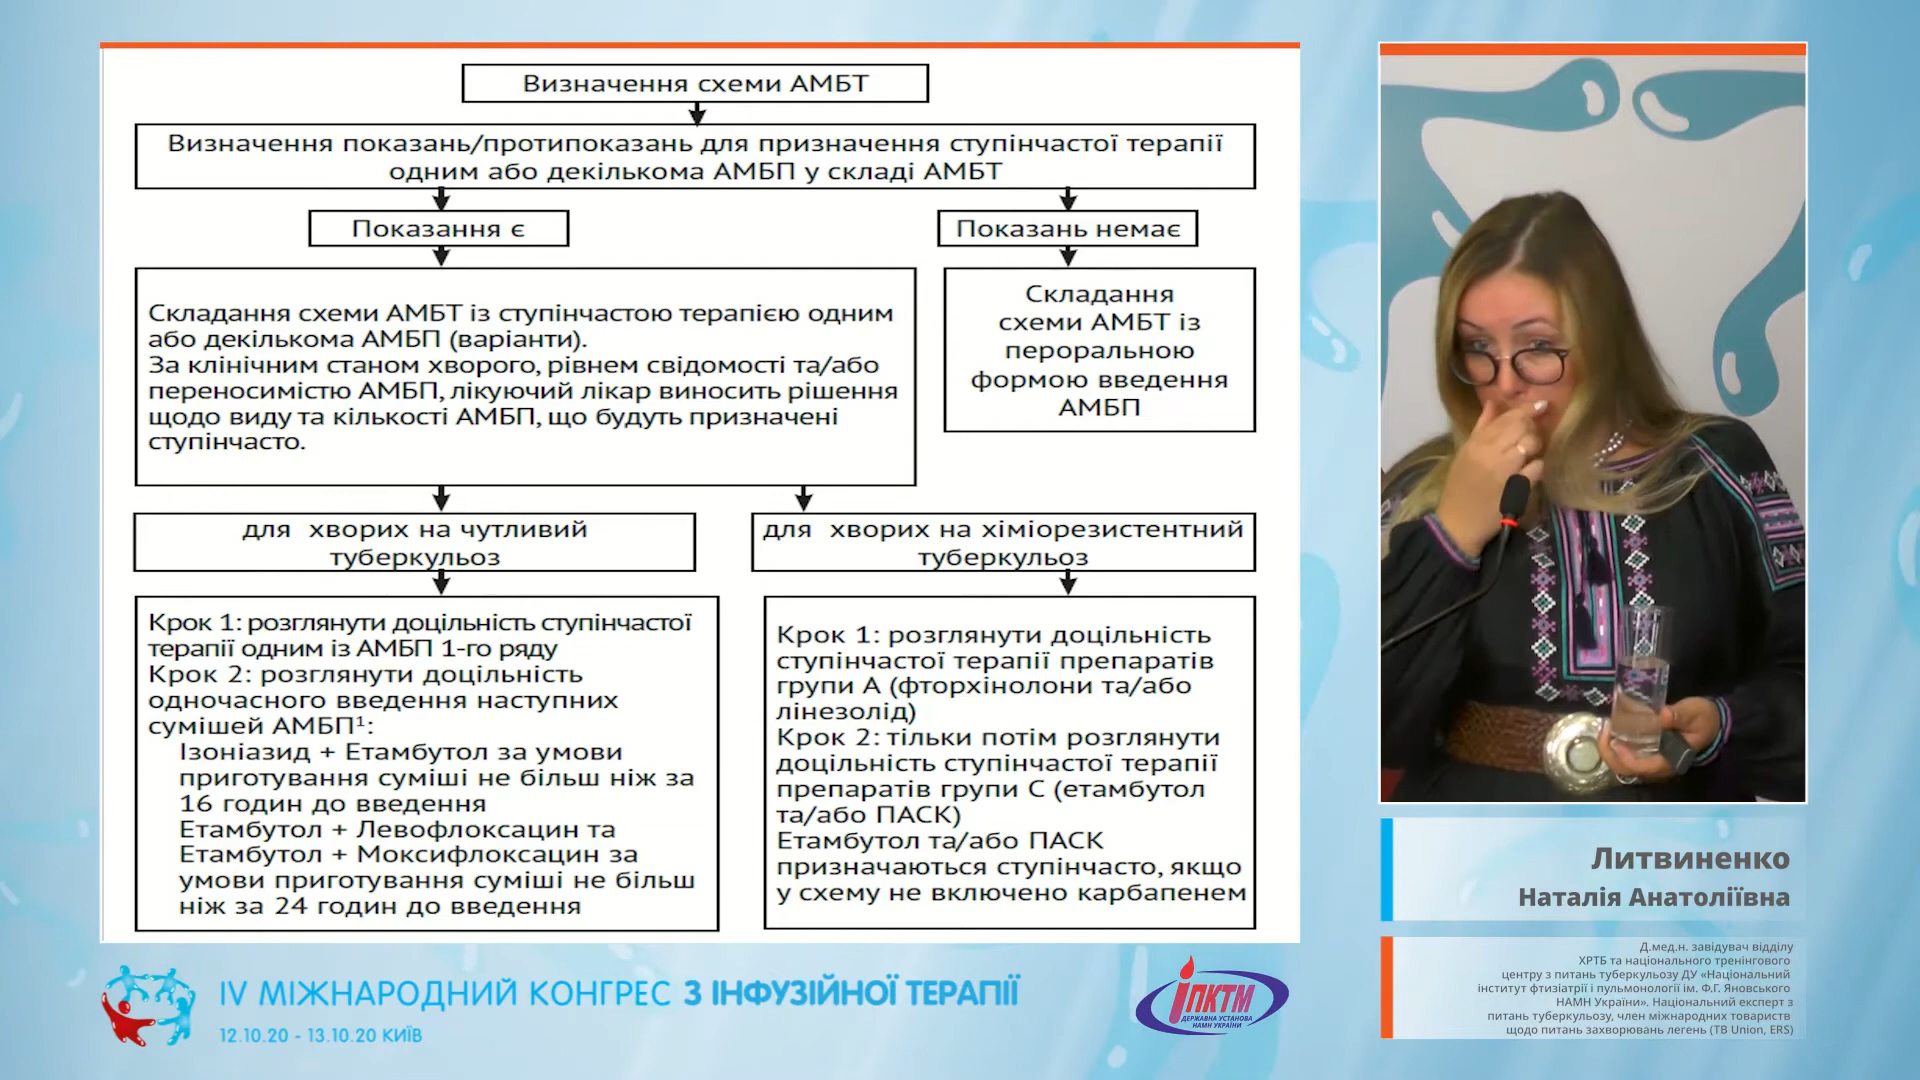 Визначення схеми АМБТ
Визначення показань/протипоказань для призначення ступінчастої терапії
одним або декількома АМБП у складі АМБТ
Показання є
Показань немає
Складання схеми АМБТ із ступінчастою терапією одним
або декількома АМБП (варіанти).
За клінічним станом хворого, рівнем свідомості та/або
переносимістю АМБП, лікуючий лікар виносить рішення
щодо виду та кількості АМБП, що будуть призначені
ступінчасто.
Складання
схеми АМБТ із
пероральною
формою введення
АМБП
для хворих на чутливий
туберкульоз
для хворих на хіміорезистентний
туберкульоз
Крок 1: розглянути доцільність ступінчастої
терапії одним із АМБП 1-го ряду
Крок 2: розглянути доцільність
одночасного введення наступних
сумішей АМБП¹:
Ізоніазид + Етамбутол за умови
приготування суміші не більш ніж за
16 годин до введення
Етамбутол + Левофлоксацин та
Етамбутол + Моксифлоксацин за
умови приготування суміші не більш
ніж за 24 годин до введення
Крок 1: розглянути доцільність
ступінчастої терапії препаратів
групи А (фторхінолони та/або
лінезолід)
Крок 2: тільки потім розглянути
доцільність ступінчастої терапії
препаратів групи С (етамбутол
та/або ПАСК)
Етамбутол та/або ПАСК
призначаються ступінчасто, якщо
у схему не включено карбапенем
Литвиненко
Наталія Анатоліївна
Д.мед.н. завідувач відділу
ХРТБ та національного тренінгового
центру з питань туберкульозу ДУ «Національний
інститут фтизіатрії і пульмонології ім. Ф.Г. Яновського
НАМН України». Національний експерт з
питань туберкульозу, член міжнародних товариств
щодо питань захворювань легень (TB Union, ERS)
IV МІЖНАРОДНИЙ КОНГРЕС З ІНФУЗІЙНОЇ ТЕРАПІЇ
12.10.20 - 13.10.20 КИЇВ
ІПКТМ
ДЕРЖАВНА УСТАНОВА
НАМН УКРАЇНИ